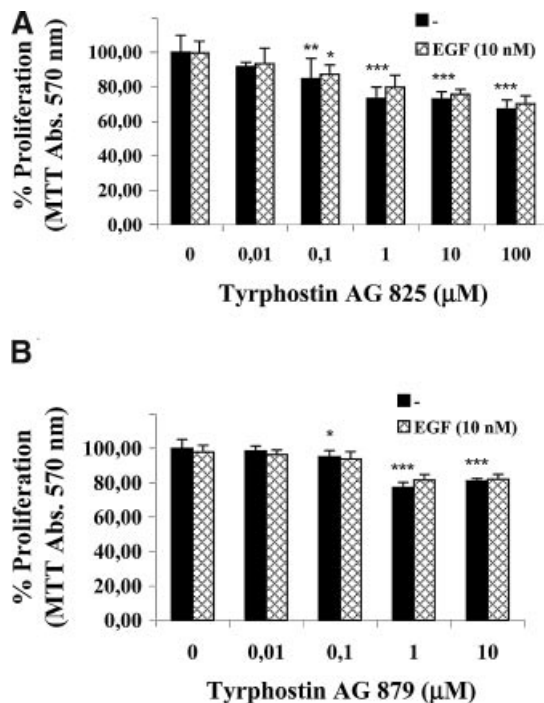 A
-
EGF (10 nM)
% Proliferation
(MTT Abs. 570 nm)
100,00
80,00
60,00
40,00
20,00
0,00
** * *** *** ***
0 0,01 0,1 1 10 100
Tyrphostin AG 825 (µM)
B
-
EGF (10 nM)
% Proliferation
(MTT Abs. 570 nm)
100,00
80,00
60,00
40,00
20,00
0,00
* *** ***
0 0,01 0,1 1 10
Tyrphostin AG 879 (µM)